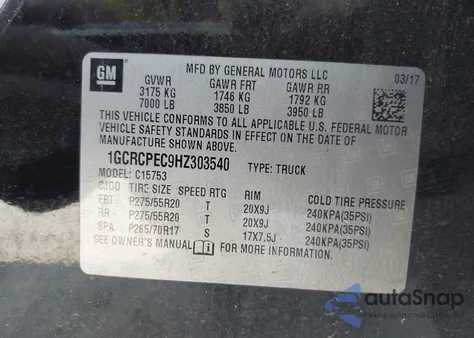 GM
MFD BY GENERAL MOTORS LLC
03/17
GVWR GAWR FRT GAWR RR
3175 KG 1746 KG 1792 KG
7000 LB 3850 LB 3950 LB
THIS VEHICLE CONFORMS TO ALL APPLICABLE U.S. FEDERAL MOTOR
VEHICLE SAFETY STANDARDS IN EFFECT ON THE DATE OF
MANUFACTURE SHOWN ABOVE.
1GCRCPEC9HZ303540 TYPE: TRUCK
MODEL: C15753
TIRE SIZE SPEED RTG RIM COLD TIRE PRESSURE
FRT P275/55R20 T 20X9J 240KPA(35PSI)
RR P275/55R20 T 20X9J 240KPA(35PSI)
SPA P265/70R17 S 17X7.5J 240KPA(35PSI)
SEE OWNER'S MANUAL FOR MORE INFORMATION.
autoSnap